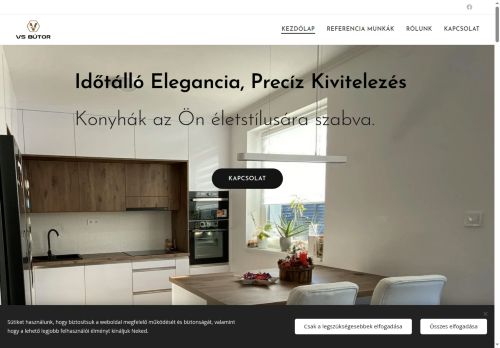 VS BÚTOR
KEZDŐLAP REFERENCIA MUNKÁK RÓLUNK KAPCSOLAT
Időtálló Elegancia, Precíz Kivitelezés
Konyhák az Ön életstílusára szabva.
KAPCSOLAT
Sütiket használunk, hogy biztosítsuk a weboldal megfelelő működését és biztonságát, valamint
hogy a lehető legjobb felhasználói élményt kínáljuk Neked.
Csak a legszükségesebbek elfogadása
Összes elfogadása